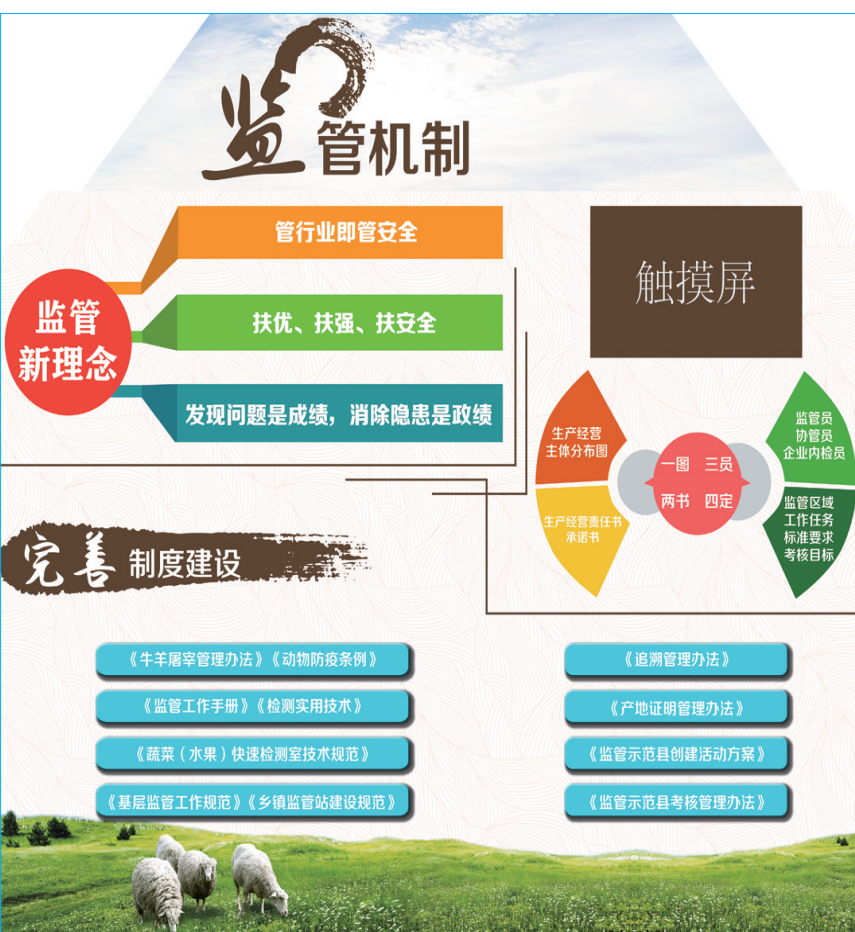 监管机制
监管
新理念
管行业即管安全
扶优、扶强、扶安全
发现问题是成绩，消除隐患是政绩
触摸屏
生产经营
主体分布图
监管员
协管员
企业内检员
一图 三员
两书 四定
生产经营责任书
承诺书
监管区域
工作任务
标准要求
考核目标
完善制度建设
《牛羊屠宰管理办法》《动物防疫条例》
《监管工作手册》《检测实用技术》
《蔬菜（水果）快速检测室技术规范》
《基层监管工作规范》《乡镇监管站建设规范》
《追溯管理办法》
《产地证明管理办法》
《监管示范县创建活动方案》
《监管示范县考核管理办法》